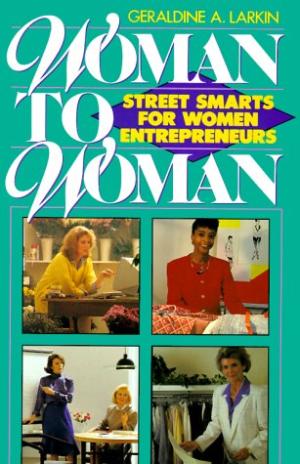 GERALDINE A. LARKIN
WOMAN
TO
WOMAN
STREET SMARTS
FOR WOMEN
ENTREPRENEURS